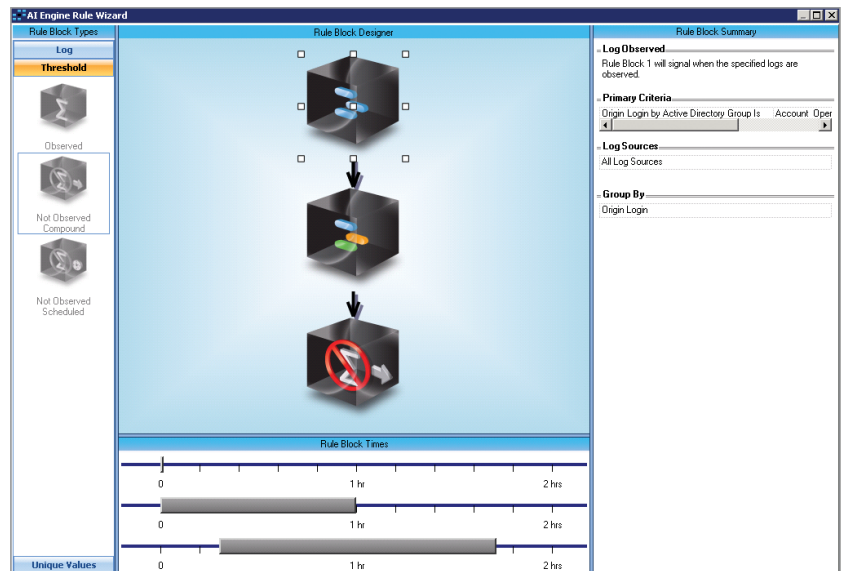 AI Engine Rule Wizard
Rule Block Types
Log
Threshold
Observed
Not Observed
Compound
Not Observed
Scheduled
Unique Values
Rule Block Designer
Rule Block Times
0 1 hr 2 hrs
0 1 hr 2 hrs
0 1 hr 2 hrs
Rule Block Summary
Log Observed
Rule Block 1 will signal when the specified logs are
observed.
Primary Criteria
Origin Login by Active Directory Group Is Account Oper
Log Sources
All Log Sources
Group By
Origin Login